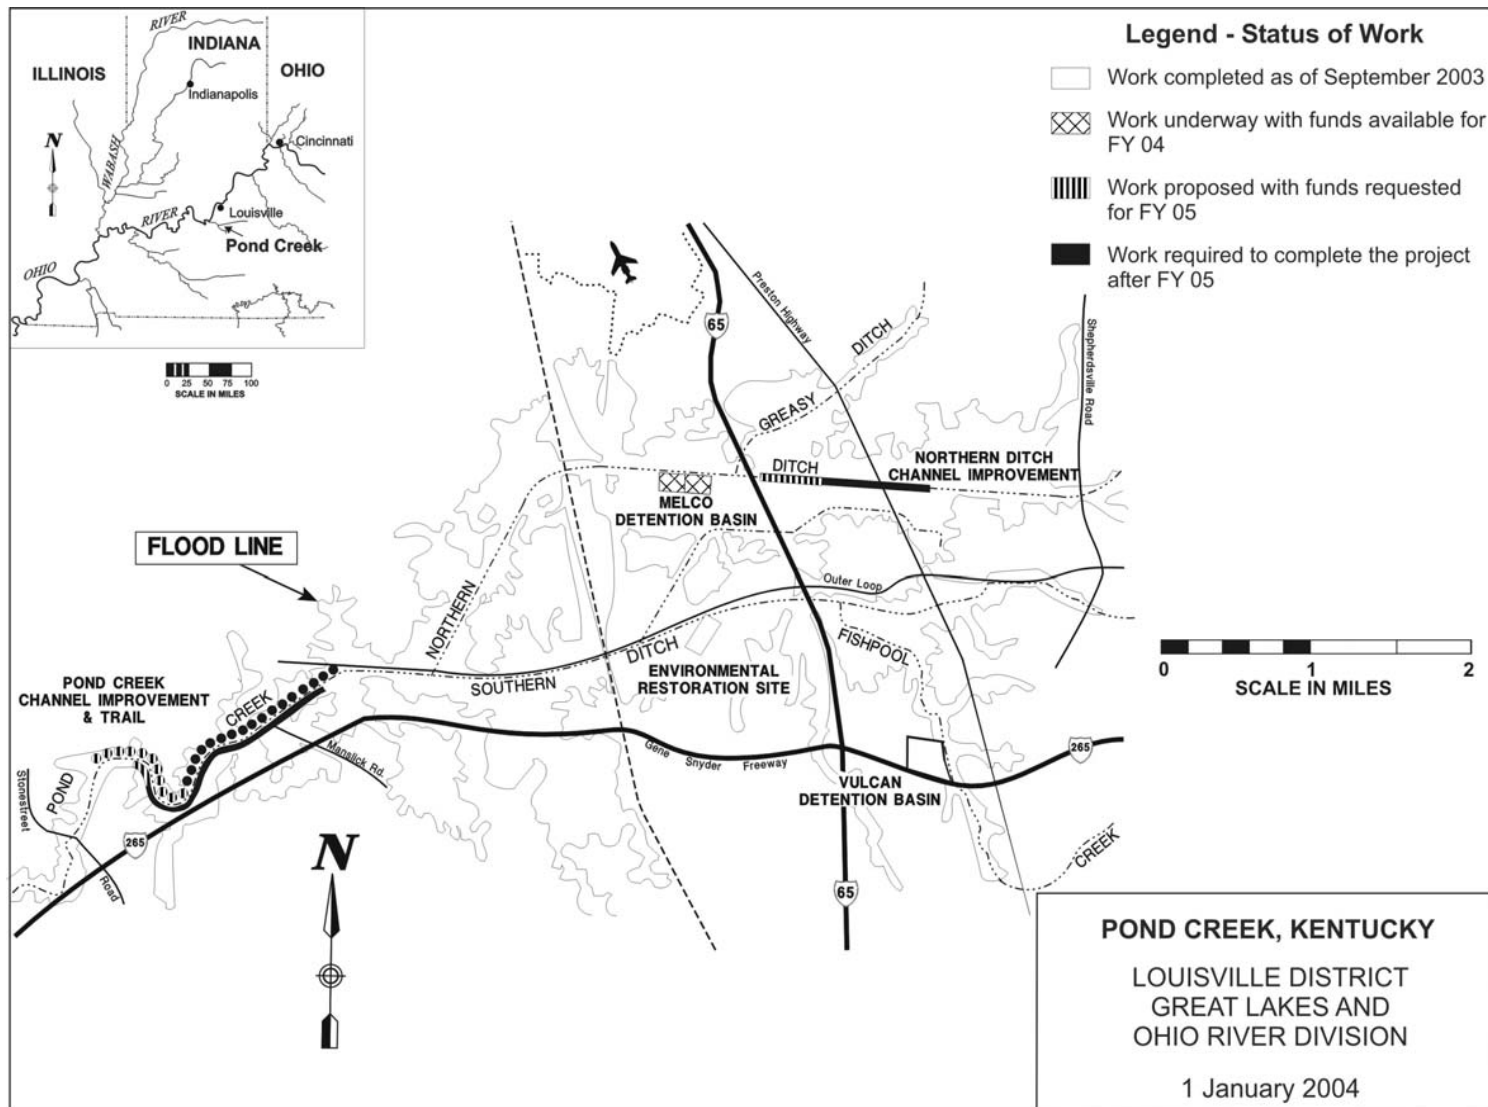 RIVER
INDIANA
ILLINOIS
OHIO
Indianapolis
N
Cincinnati
WABASH
Louisville
RIVER
Pond Creek
OHIO
0 25 50 75 100
SCALE IN MILES
Legend - Status of Work
Work completed as of September 2003
Work underway with funds available for
FY 04
Work proposed with funds requested
for FY 05
Work required to complete the project
after FY 05
65
Preston Highway
DITCH
GREASY
Shepherdsville Road
NORTHERN DITCH
CHANNEL IMPROVEMENT
DITCH
MELCO
DETENTION BASIN
FLOOD LINE
NORTHERN
Outer Loop
DITCH
FISHPOOL
SOUTHERN
ENVIRONMENTAL
RESTORATION SITE
0 1 2
SCALE IN MILES
POND CREEK
CHANNEL IMPROVEMENT
& TRAIL
CREEK
Manslick Rd.
Gene Snyder Freeway
265
VULCAN
DETENTION BASIN
POND
Stonestreet
Road
265
N
65
CREEK
POND CREEK, KENTUCKY
LOUISVILLE DISTRICT
GREAT LAKES AND
OHIO RIVER DIVISION
1 January 2004